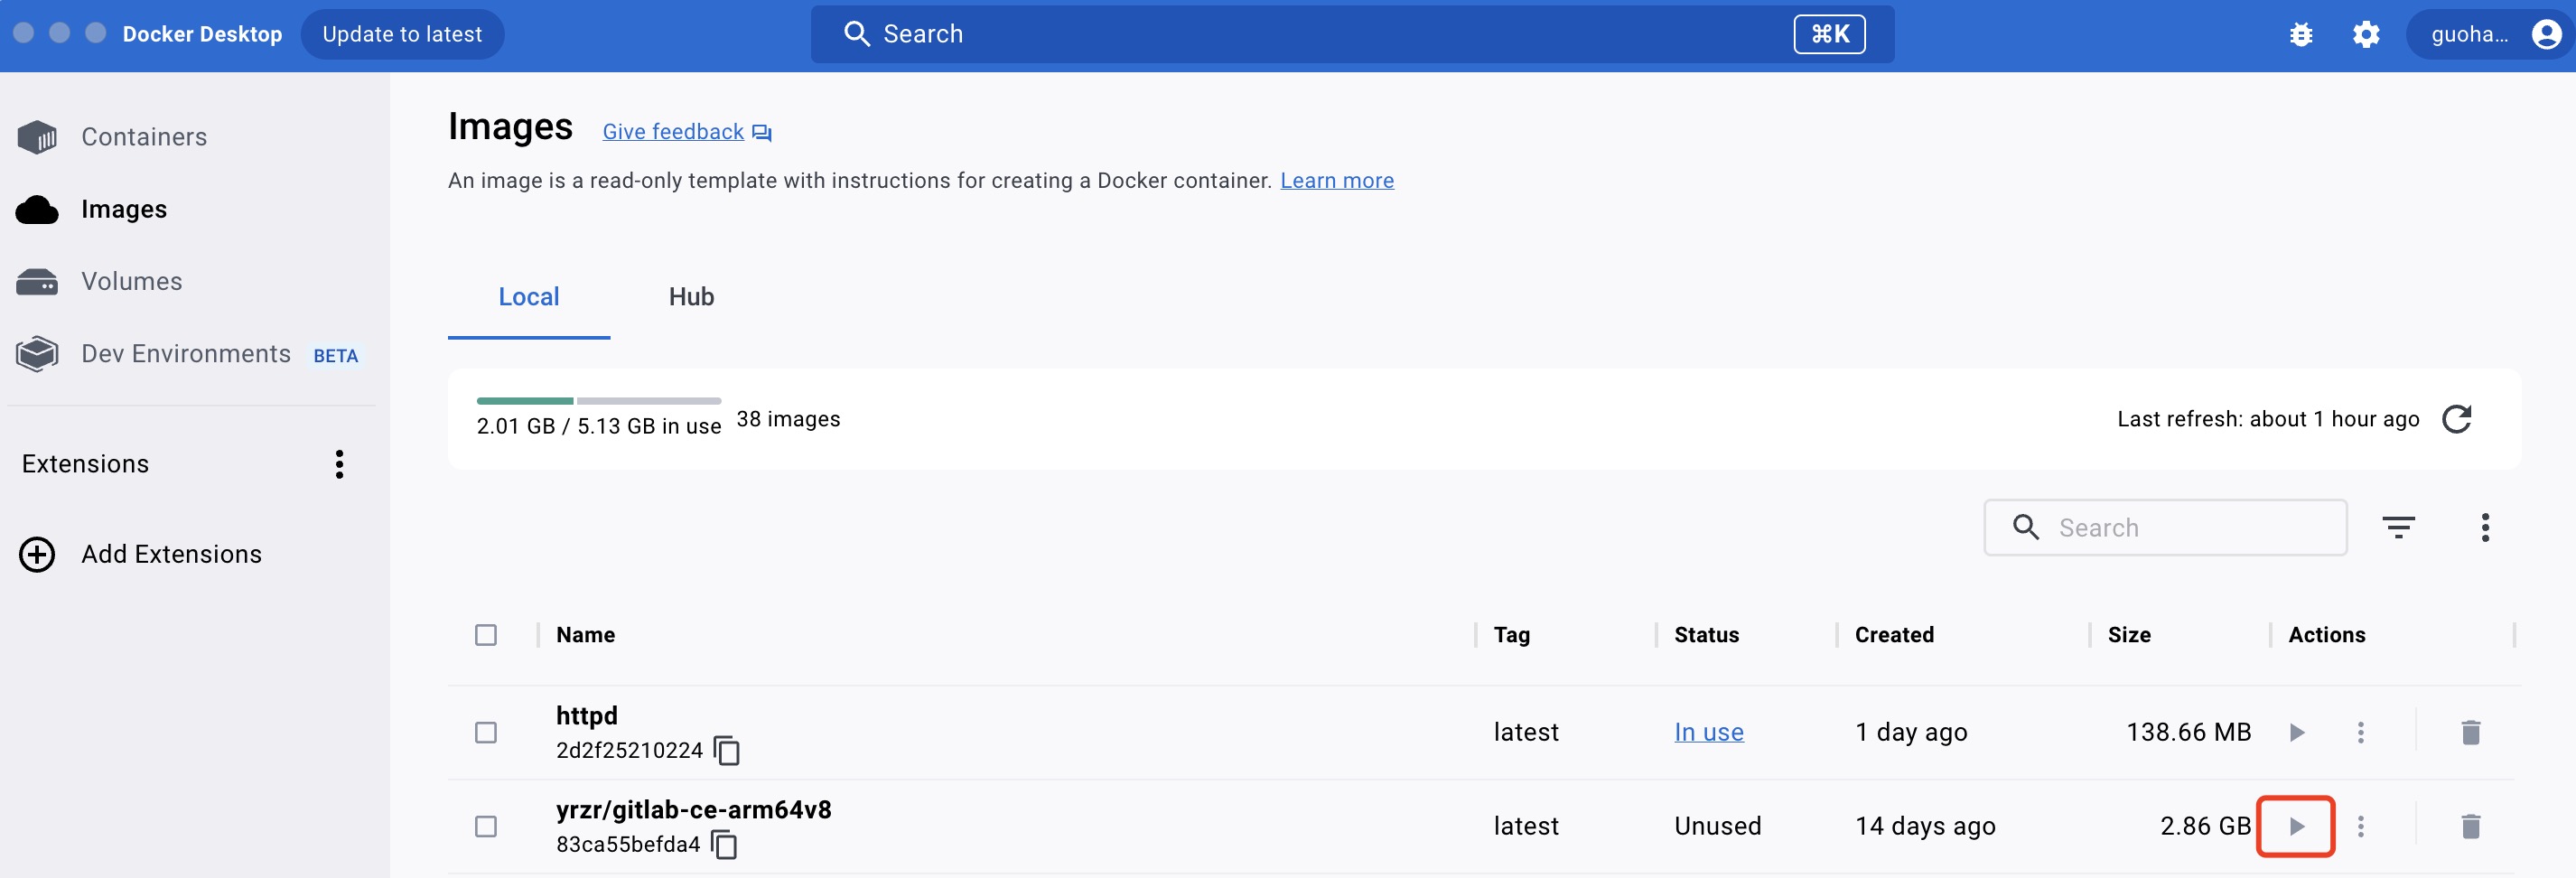 Docker Desktop
Update to latest
Search
⌘K
guoha...
Containers
Images
Volumes
Dev Environments BETA
Extensions
Add Extensions
Images Give feedback
An image is a read-only template with instructions for creating a Docker container. Learn more
Local Hub
2.01 GB / 5.13 GB in use 38 images
Last refresh: about 1 hour ago
Search
Name Tag Status Created Size Actions
httpd
2d2f25210224
latest In use 1 day ago 138.66 MB
yrzr/gitlab-ce-arm64v8
83ca55befda4
latest Unused 14 days ago 2.86 GB